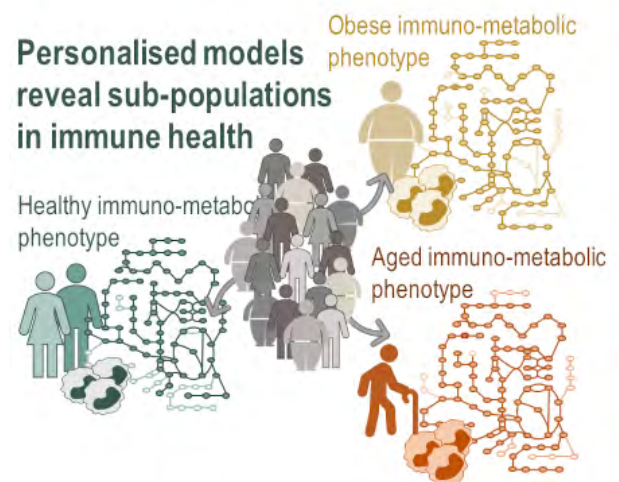 Personalised models
reveal sub-populations
in immune health
Obese immuno-metabolic
phenotype
Healthy immuno-metabo
phenotype
Aged immuno-metabolic
phenotype